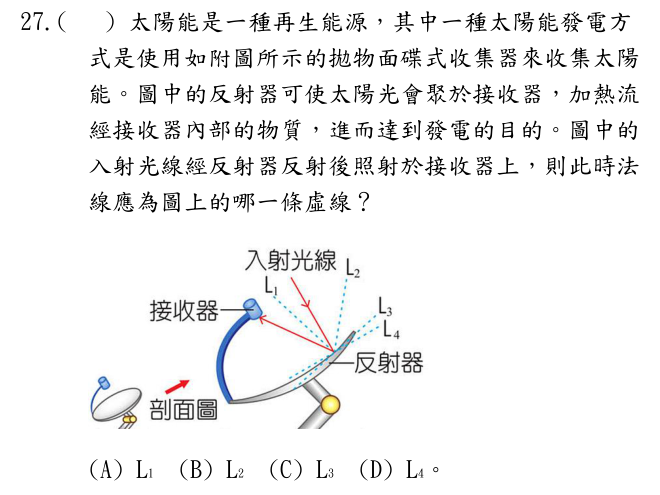 27.(　　)太陽能是一種再生能源，其中一種太陽能發電方
式是使用如附圖所示的拋物面碟式收集器來收集太陽
能。圖中的反射器可使太陽光會聚於接收器，加熱流
經接收器內部的物質，進而達到發電的目的。圖中的
入射光線經反射器反射後照射於接收器上，則此時法
線應為圖上的哪一條虛線？
入射光線
L₂
L₁
接收器
L₃
L₄
反射器
剖面圖
(A) L₁　(B) L₂　(C) L₃　(D) L₄。